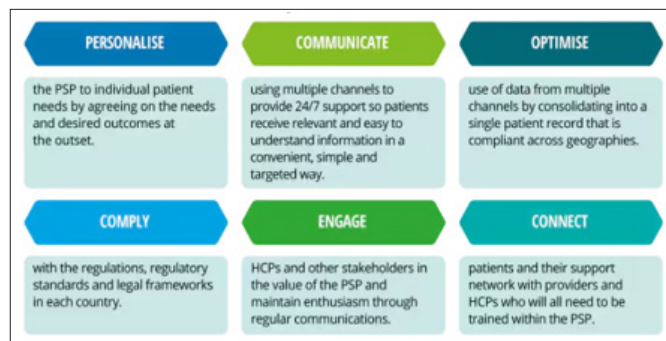 PERSONALISE
the PSP to individual patient
needs by agreeing on the needs
and desired outcomes at
the outset.
COMMUNICATE
using multiple channels to
provide 24/7 support so patients
receive relevant and easy to
understand information in a
convenient, simple and
targeted way.
OPTIMISE
use of data from multiple
channels by consolidating into a
single patient record that is
compliant across geographies.
COMPLY
with the regulations, regulatory
standards and legal frameworks
in each country.
ENGAGE
HCPs and other stakeholders in
the value of the PSP and
maintain enthusiasm through
regular communications.
CONNECT
patients and their support
network with providers and
HCPs who will all need to be
trained within the PSP.